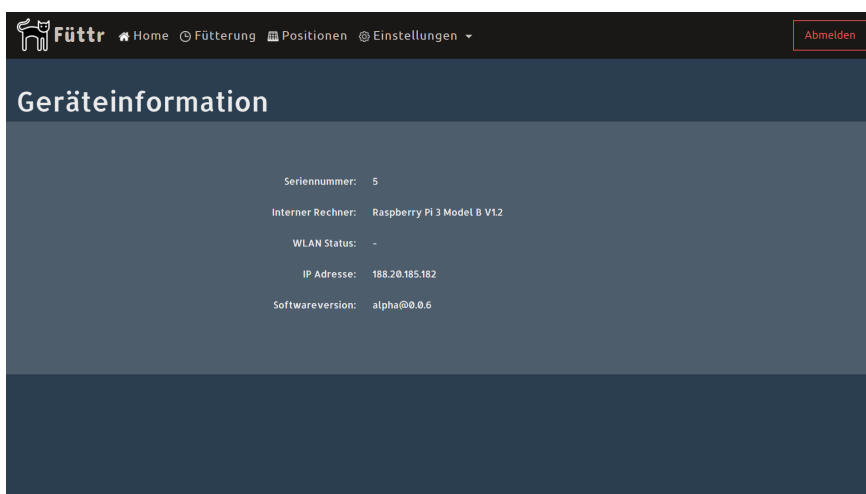 Füttr Home Fütterung Positionen Einstellungen Abmelden
Geräteinformation
Seriennummer: 5
Interner Rechner: Raspberry Pi 3 Model B V1.2
WLAN Status: -
IP Adresse: 188.20.185.182
Softwareversion: alpha@0.0.6